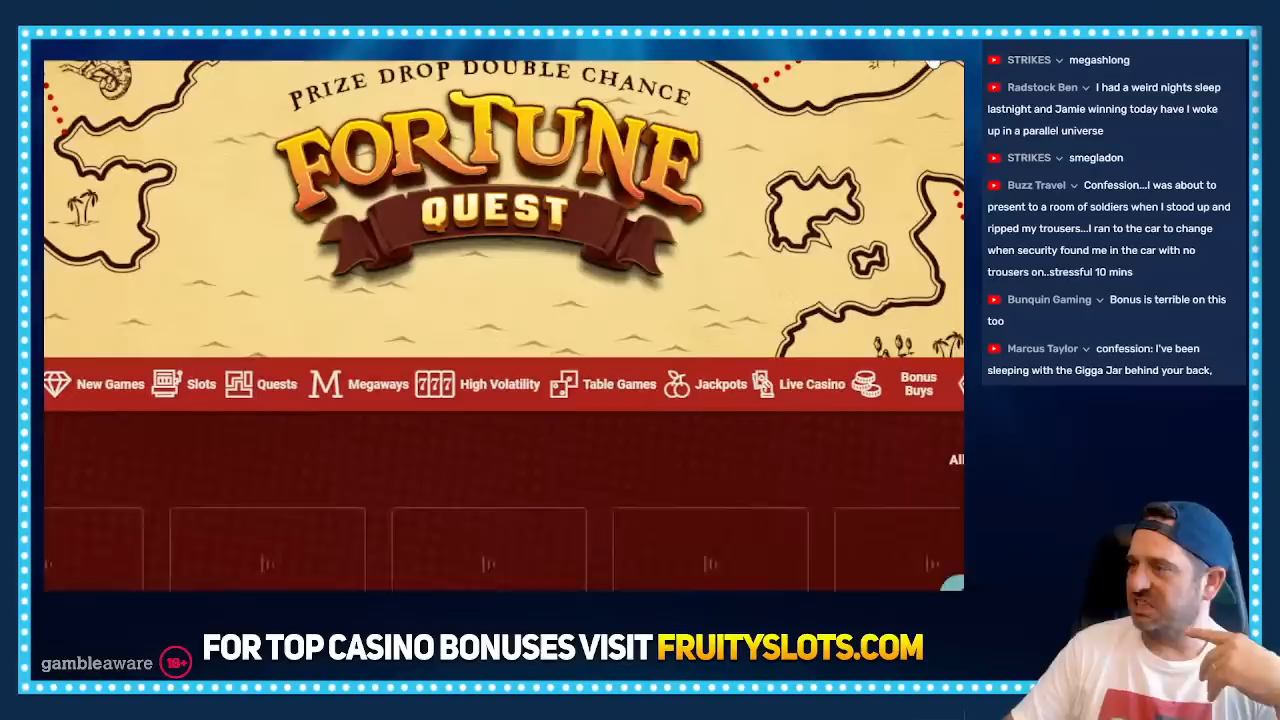 PRIZE DROP DOUBLE CHANCE
FORTUNE
QUEST
New Games
Slots
Quests
Megaways
777
High Volatility
Table Games
Jackpots
Live Casino
Bonus
Buys
All
STRIKES megashlong
Radstock Ben I had a weird nights sleep
lastnight and Jamie winning today have I woke
up in a parallel universe
STRIKES smegladon
Buzz Travel Confession...I was about to
present to a room of soldiers when I stood up and
ripped my trousers...I ran to the car to change
when security found me in the car with no
trousers on..stressful 10 mins
Bunquin Gaming Bonus is terrible on this
too
Marcus Taylor confession: I've been
sleeping with the Gigga Jar behind your back,
FOR TOP CASINO BONUSES VISIT FRUITYSLOTS.COM
gambleaware 18+